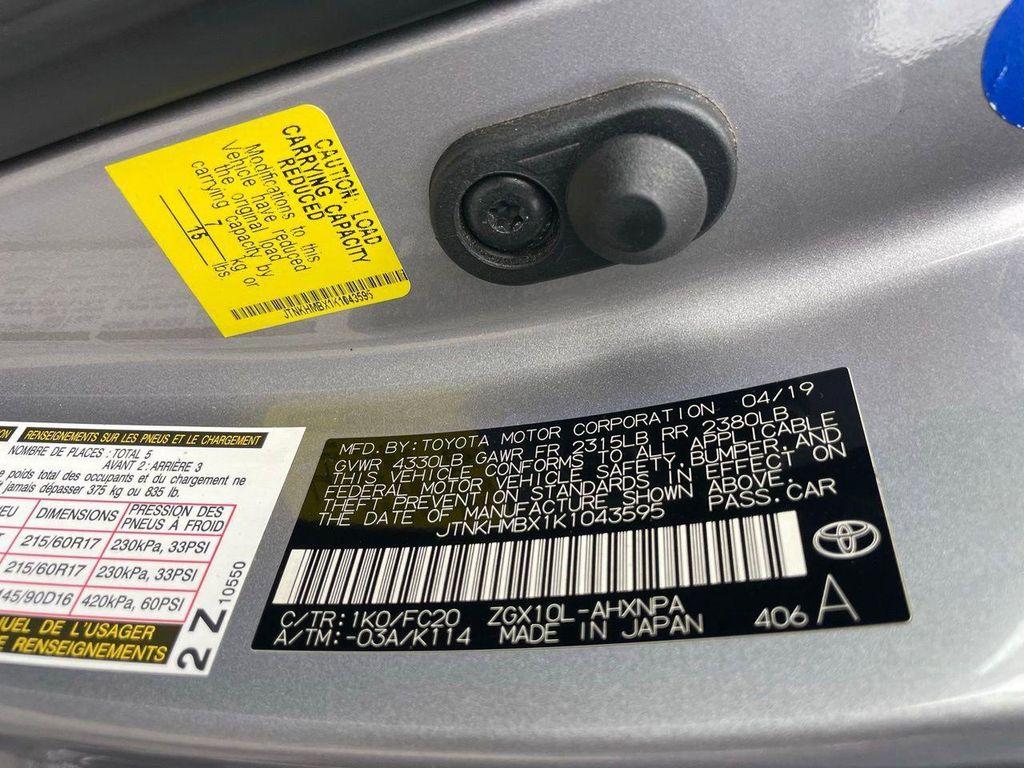 CAUTION: LOAD
CARRYING CAPACITY
REDUCED
Modifications to this
Vehicle have reduced
the original load
carrying capacity by
7 kg or
15 lbs.
JTNKHMBX1K1043595
RENSEIGNEMENTS SUR LES PNEUS ET LE CHARGEMENT
NOMBRE DE PLACES : TOTAL 5
AVANT 2 : ARRIÈRE 3
poids total des occupants et du chargement ne
jamais dépasser 375 kg ou 835 lb.
DIMENSIONS PRESSION DES
PNEUS À FROID
215/60R17 230kPa, 33PSI
215/60R17 230kPa, 33PSI
45/90D16 420kPa, 60PSI
EL DE L'USAGER
RENSEIGNEMENTS
2Z 10550
MFD. BY: TOYOTA MOTOR CORPORATION 04/19
GVWR 4330LB GAWR FR 2315LB RR 2380LB
THIS VEHICLE CONFORMS TO ALL APPLICABLE
FEDERAL MOTOR VEHICLE SAFETY, BUMPER, AND
THEFT PREVENTION STANDARDS IN EFFECT ON
THE DATE OF MANUFACTURE SHOWN ABOVE.
JTNKHMBX1K1043595 PASS. CAR
C/TR: 1K0/FC20 ZGX10L-AHXNPA
A/TM: -03A/K114 MADE IN JAPAN 406 A